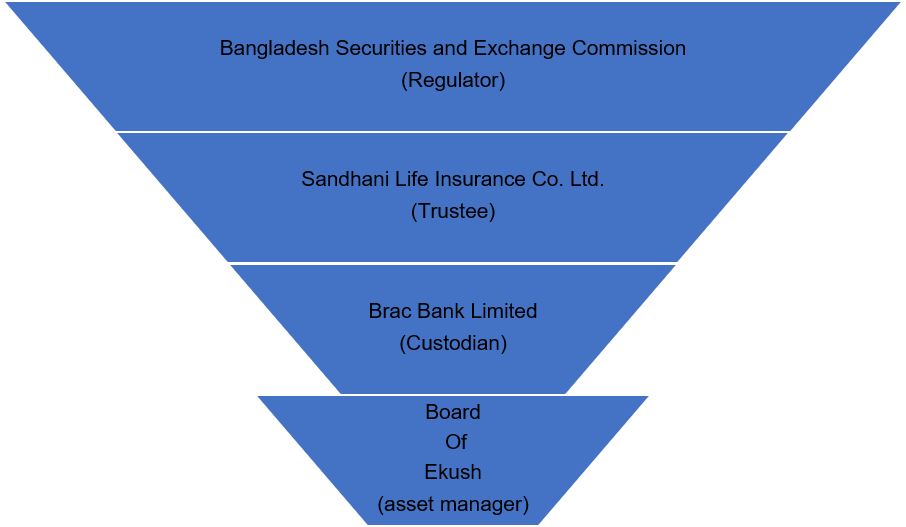 Bangladesh Securities and Exchange Commission
(Regulator)
Sandhani Life Insurance Co. Ltd.
(Trustee)
Brac Bank Limited
(Custodian)
Board
Of
Ekush
(asset manager)